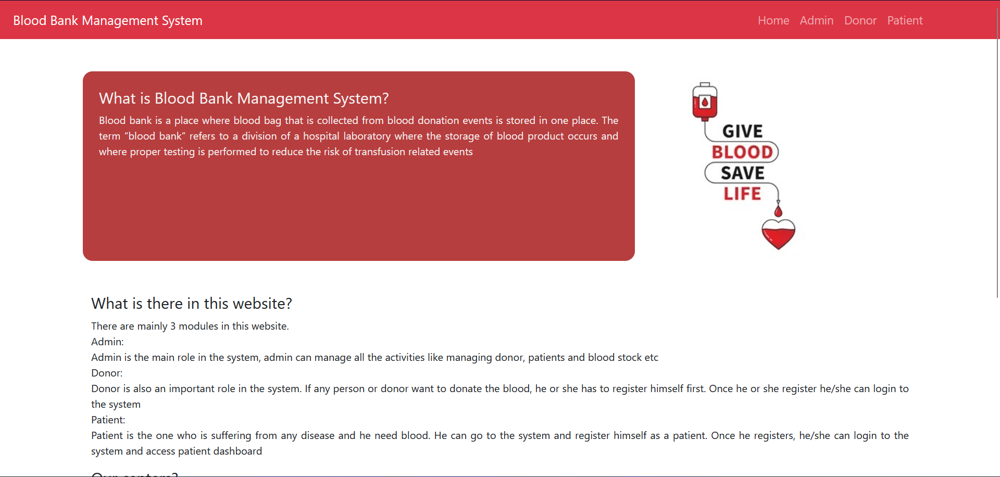 Blood Bank Management System
Home Admin Donor Patient
What is Blood Bank Management System?
Blood bank is a place where blood bag that is collected from blood donation events is stored in one place. The
term “blood bank” refers to a division of a hospital laboratory where the storage of blood product occurs and
where proper testing is performed to reduce the risk of transfusion related events
GIVE
BLOOD
SAVE
LIFE
What is there in this website?
There are mainly 3 modules in this website.
Admin:
Admin is the main role in the system, admin can manage all the activities like managing donor, patients and blood stock etc
Donor:
Donor is also an important role in the system. If any person or donor want to donate the blood, he or she has to register himself first. Once he or she register he/she can login to
the system
Patient:
Patient is the one who is suffering from any disease and he need blood. He can go to the system and register himself as a patient. Once he registers, he/she can login to the
system and access patient dashboard